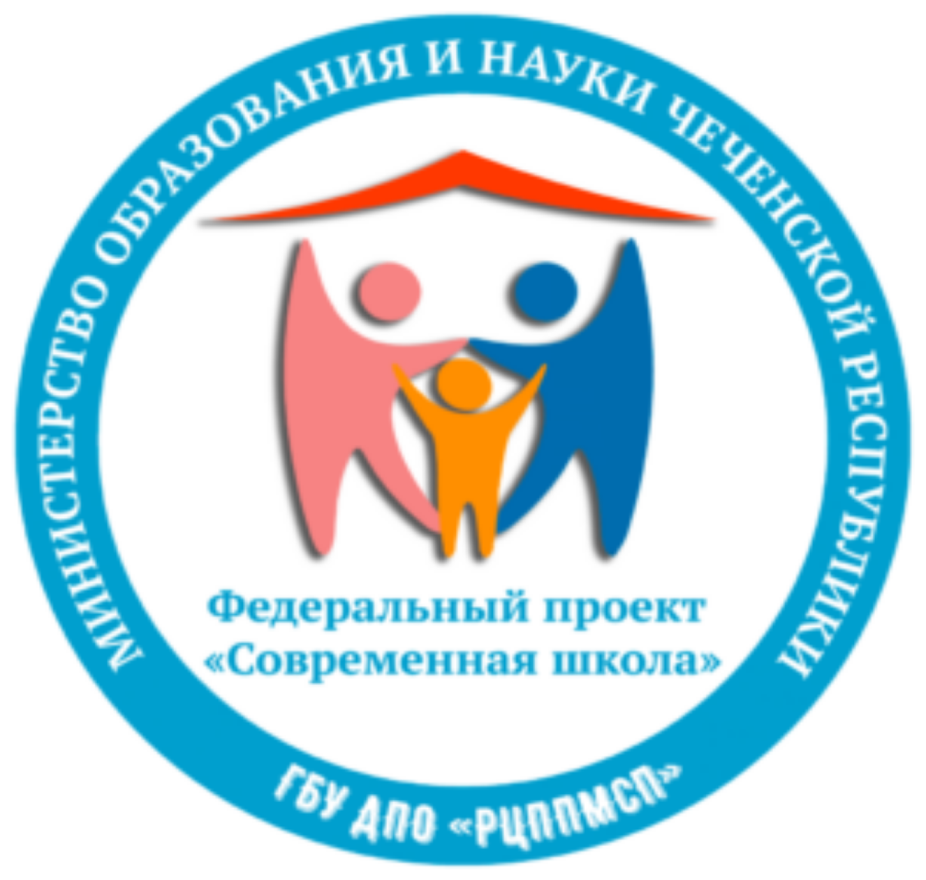 МИНИСТЕРСТВО ОБРАЗОВАНИЯ И НАУКИ ЧЕЧЕНСКОЙ РЕСПУБЛИКИ
Федеральный проект
«Современная школа»
ГБУ ДПО «РЦППМСП»